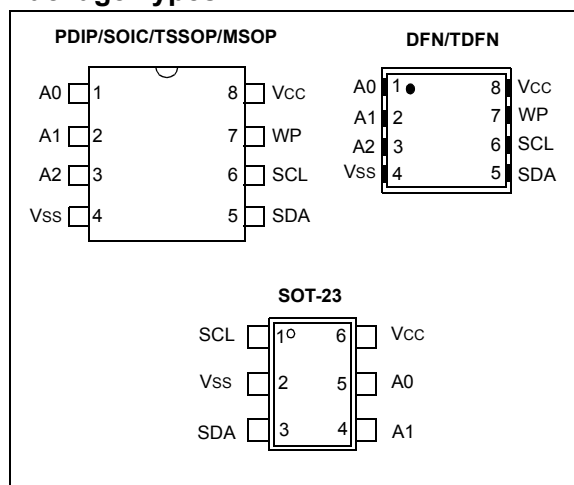 PDIP/SOIC/TSSOP/MSOP
A0 1 8 VCC
A1 2 7 WP
A2 3 6 SCL
VSS 4 5 SDA
DFN/TDFN
A0 1 8 VCC
A1 2 7 WP
A2 3 6 SCL
VSS 4 5 SDA
SOT-23
SCL 1 6 VCC
VSS 2 5 A0
SDA 3 4 A1